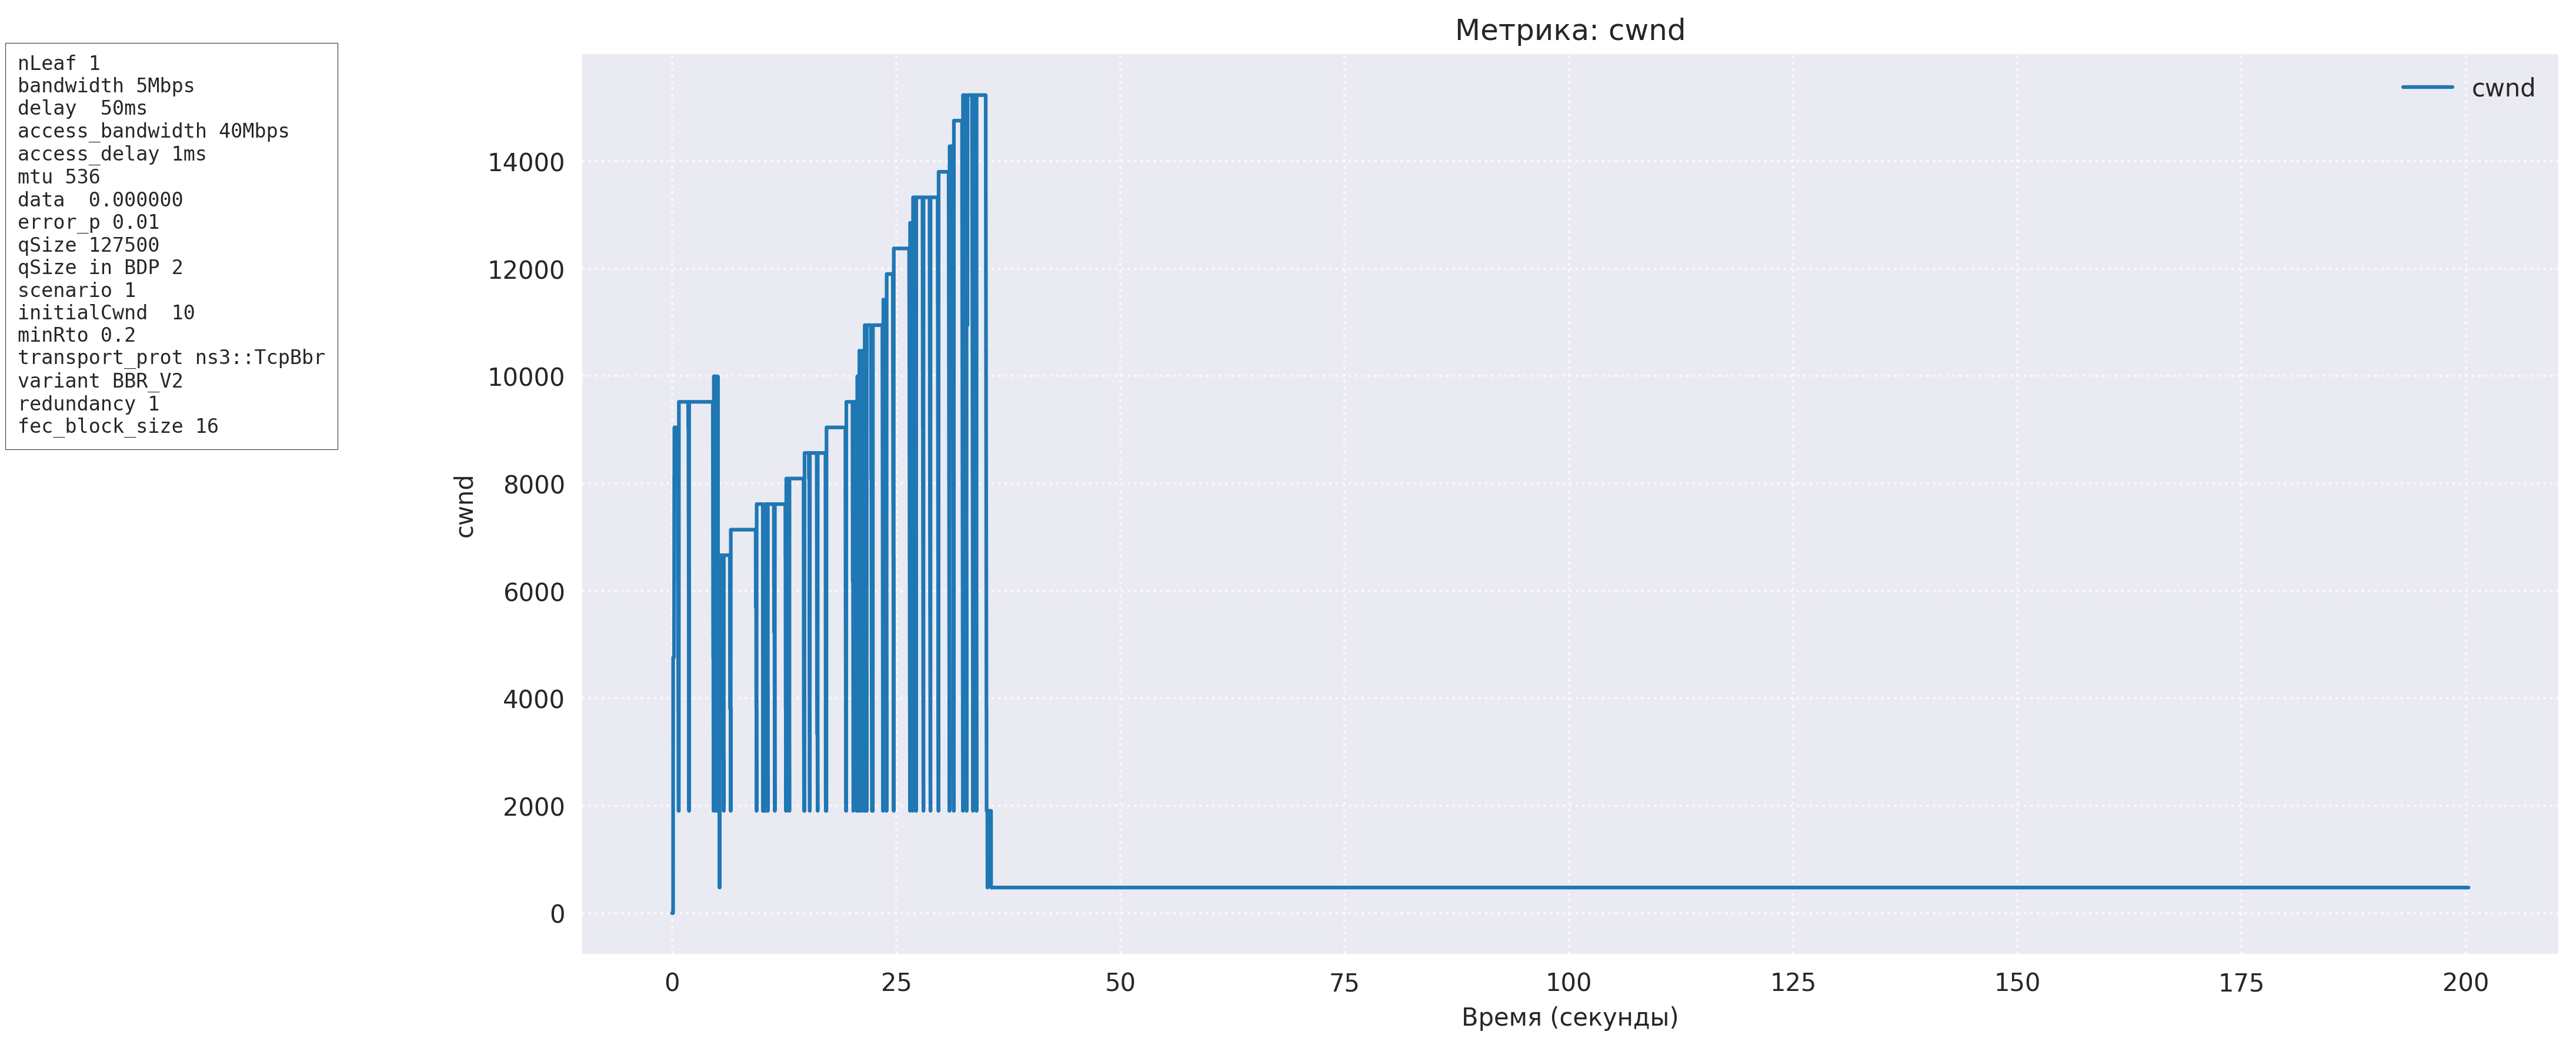 Метрика: cwnd
nLeaf 1
bandwidth 5Mbps
delay  50ms
access_bandwidth 40Mbps
access_delay 1ms
mtu 536
data  0.000000
error_p 0.01
qSize 127500
qSize in BDP 2
scenario 1
initialCwnd  10
minRto 0.2
transport_prot ns3::TcpBbr
variant BBR_V2
redundancy 1
fec_block_size 16
cwnd
cwnd
14000
12000
10000
8000
6000
4000
2000
0
0 25 50 75 100 125 150 175 200
Время (секунды)